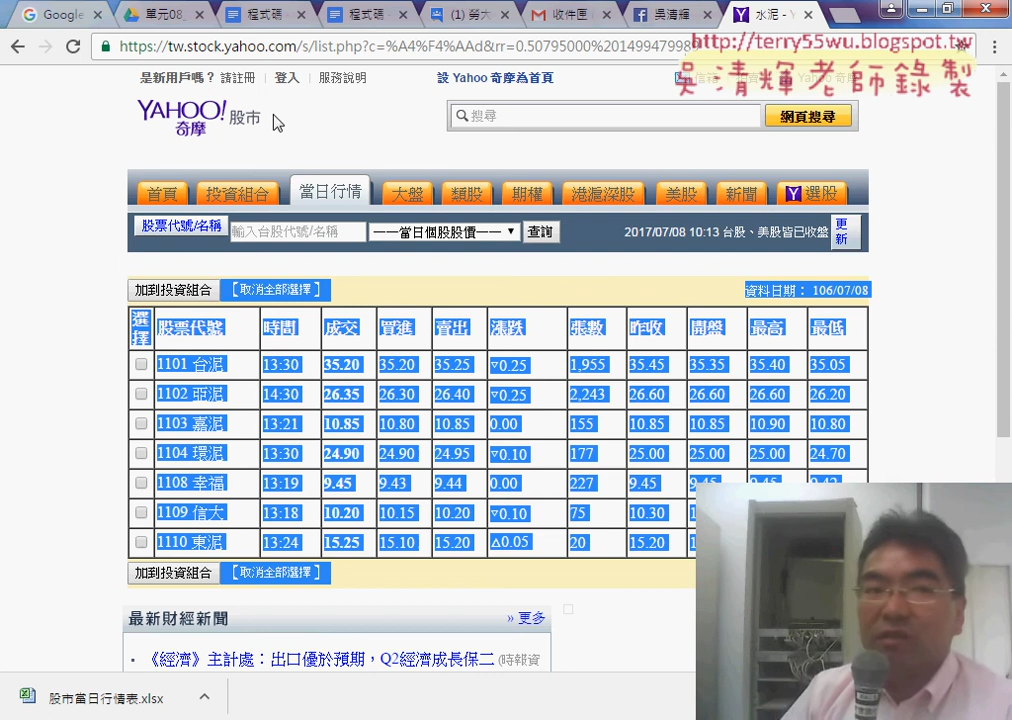 Google
單元08_
程式碼
程式碼 -
(1) 勞大
收件匣
吳清輝
水泥 - Y
https://tw.stock.yahoo.com/s/list.php?c=%A4%F4%AAd&rr=0.50795000%201499479989
http://terry55wu.blogspot.tw
吳清輝老師錄製
是新用戶嗎？ 請註冊 | 登入 | 服務說明
設 Yahoo奇摩為首頁
YAHOO!
奇摩
股市
搜尋
網頁搜尋
首頁 投資組合 當日行情 大盤 類股 期權 港滬深股 美股 新聞 Y 選股
股票代號/名稱 輸入台股代號/名稱 ——當日個股股價—— 查詢 2017/07/08 10:13 台股、美股皆已收盤 更新
加到投資組合 【取消全部選擇】 資料日期： 106/07/08
選擇 股票代號 時間 成交 買進 賣出 漲跌 張數 昨收 開盤 最高 最低
1101 台泥 13:30 35.20 35.20 35.25 ▽0.25 1,955 35.45 35.35 35.40 35.05
1102 亞泥 14:30 26.35 26.30 26.40 ▽0.25 2,243 26.60 26.60 26.60 26.20
1103 嘉泥 13:21 10.85 10.80 10.85 0.00 155 10.85 10.85 10.90 10.80
1104 環泥 13:30 24.90 24.90 24.95 ▽0.10 177 25.00 25.00 25.00 24.70
1108 幸福 13:19 9.45 9.43 9.44 0.00 227 9.45
1109 信大 13:18 10.20 10.15 10.20 ▽0.10 75 10.30
1110 東泥 13:24 15.25 15.10 15.20 △0.05 20 15.20
加到投資組合 【取消全部選擇】
最新財經新聞 » 更多
‧ 《經濟》主計處：出口優於預期，Q2經濟成長保二 (時報資
股市當日行情表.xlsx